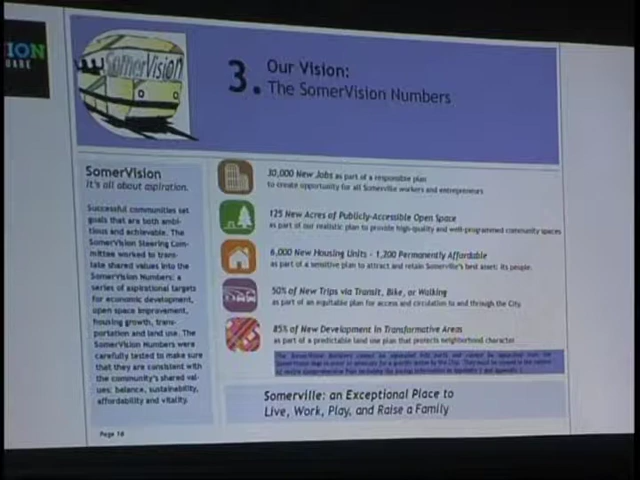 ION
SomerVision
3. Our Vision:
The SomerVision Numbers
SomerVision
it's all about aspiration.
Successful communities set
goals that are both ambi-
tious and achievable. The
SomerVision Steering Com-
mittee worked to trans-
late shared values into the
SomerVision Numbers: a
series of aspirational targets
for economic development,
open space improvement,
housing growth, trans-
portation and land use. The
SomerVision Numbers were
carefully tested to make sure
that they are consistent with
the community's shared val-
ues: balance, sustainability,
affordability and vitality.
30,000 New Jobs as part of a responsible plan
to create opportunity for all Somerville workers and entrepreneurs
125 New Acres of Publicly-Accessible Open Space
as part of our realistic plan to provide high-quality and well-programmed community spaces
6,000 New Housing Units - 1,200 Permanently Affordable
as part of a sensitive plan to attract and retain Somerville's best asset: its people.
50% of New Trips via Transit, Bike, or Walking
as part of an equitable plan for access and circulation to and through the City.
85% of New Development in Transformative Areas
as part of a predictable land use plan that protects neighborhood character
Somerville: an Exceptional Place to
Live, Work, Play, and Raise a Family